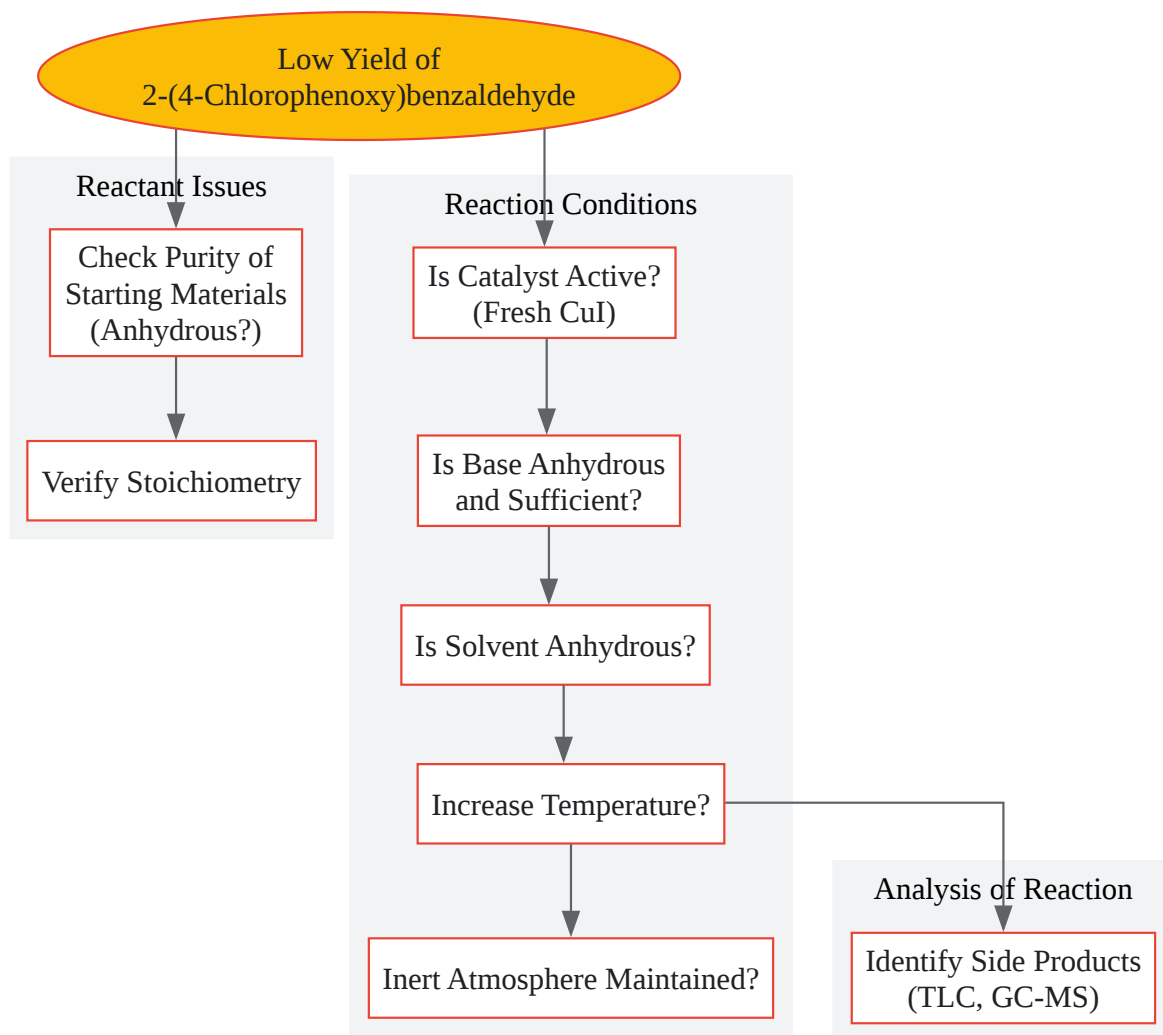 Low Yield of
2-(4-Chlorophenoxy)benzaldehyde
Reactant Issues
Check Purity of
Starting Materials
(Anhydrous?)
Verify Stoichiometry
Reaction Conditions
Is Catalyst Active?
(Fresh CuI)
Is Base Anhydrous
and Sufficient?
Is Solvent Anhydrous?
Increase Temperature?
Inert Atmosphere Maintained?
Analysis of Reaction
Identify Side Products
(TLC, GC-MS)